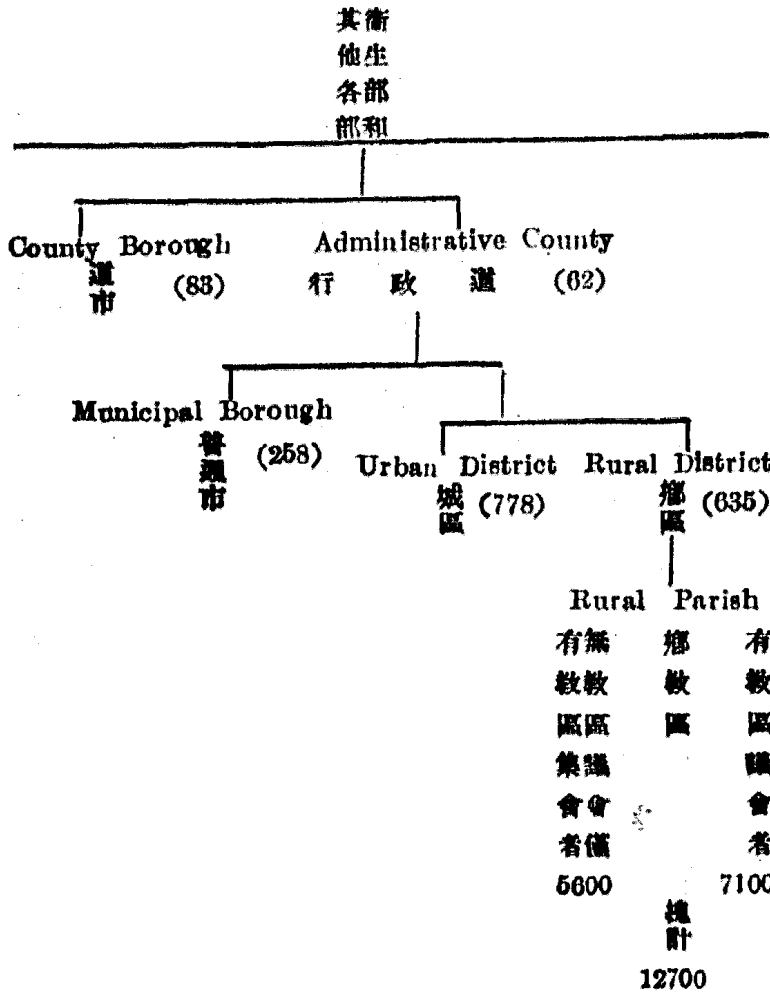 衞生部和
其他各部
County Borough
道市
(83)
Administrative County
行政道
(62)
Municipal Borough
普通市
(258)
Urban District
城區
(778)
Rural District
鄉區
(635)
Rural Parish
鄉教區
無教區議會僅
有教區集會者
5600
有教區議會者
7100
總計
12700